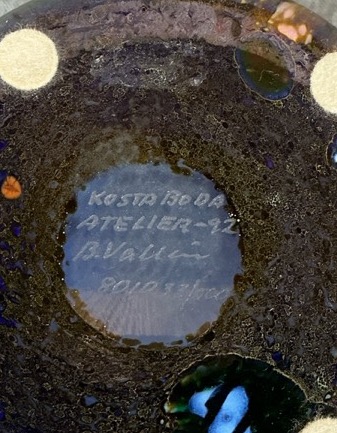 KOSTA BODA
ATELIER-92
B.Vallien